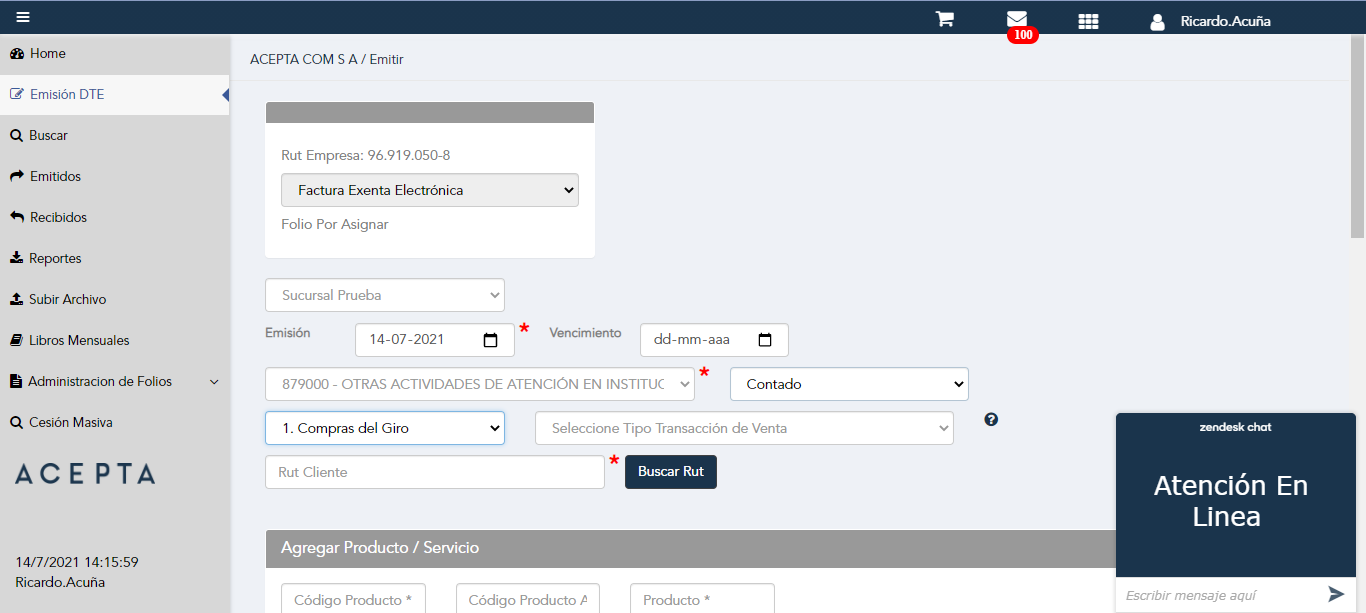 Ricardo.Acuña
100
Home
Emisión DTE
Buscar
Emitidos
Recibidos
Reportes
Subir Archivo
Libros Mensuales
Administracion de Folios
Cesión Masiva
ACEPTA
14/7/2021 14:15:59
Ricardo.Acuña
ACEPTA COM S A / Emitir
Rut Empresa: 96.919.050-8
Factura Exenta Electrónica
Folio Por Asignar
Sucursal Prueba
Emisión 14-07-2021 * Vencimiento dd-mm-aaa
879000 - OTRAS ACTIVIDADES DE ATENCIÓN EN INSTITUC * Contado
1. Compras del Giro Seleccione Tipo Transacción de Venta ?
Rut Cliente * Buscar Rut
Agregar Producto / Servicio
Código Producto * Código Producto A Producto *
zendesk chat
Atención En
Linea
Escribir mensaje aquí